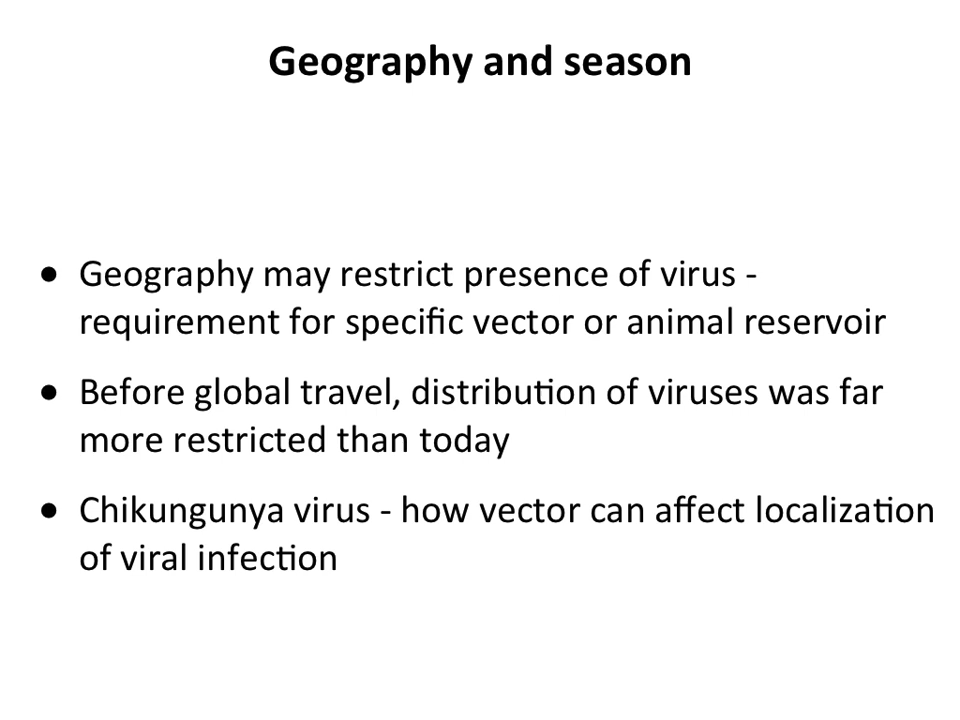 Geography and season
• Geography may restrict presence of virus -
requirement for specific vector or animal reservoir
• Before global travel, distribution of viruses was far
more restricted than today
• Chikungunya virus - how vector can affect localization
of viral infection